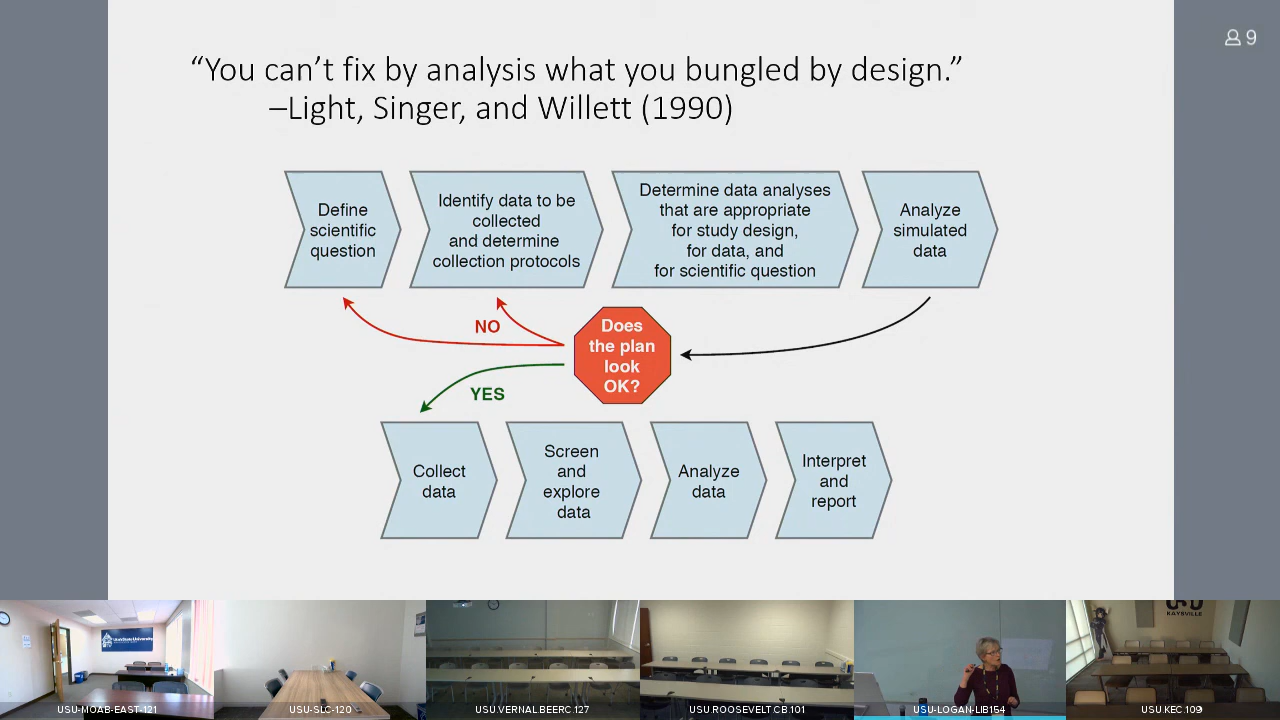 “You can’t fix by analysis what you bungled by design.”
–Light, Singer, and Willett (1990)
9
Define
scientific
question
Identify data to be
collected
and determine
collection protocols
Determine data analyses
that are appropriate
for study design,
for data, and
for scientific question
Analyze
simulated
data
NO
Does
the plan
look
OK?
YES
Collect
data
Screen
and
explore
data
Analyze
data
Interpret
and
report
UtahStateUniversity
USU
KAYSVILLE
USU-MOAB-EAST-121
USU-SLC-120
USU.VERNAL.BEERC 127
USU.ROOSEVELT.CB 101
USU-LOGAN-LIB154
USU.KEC.109